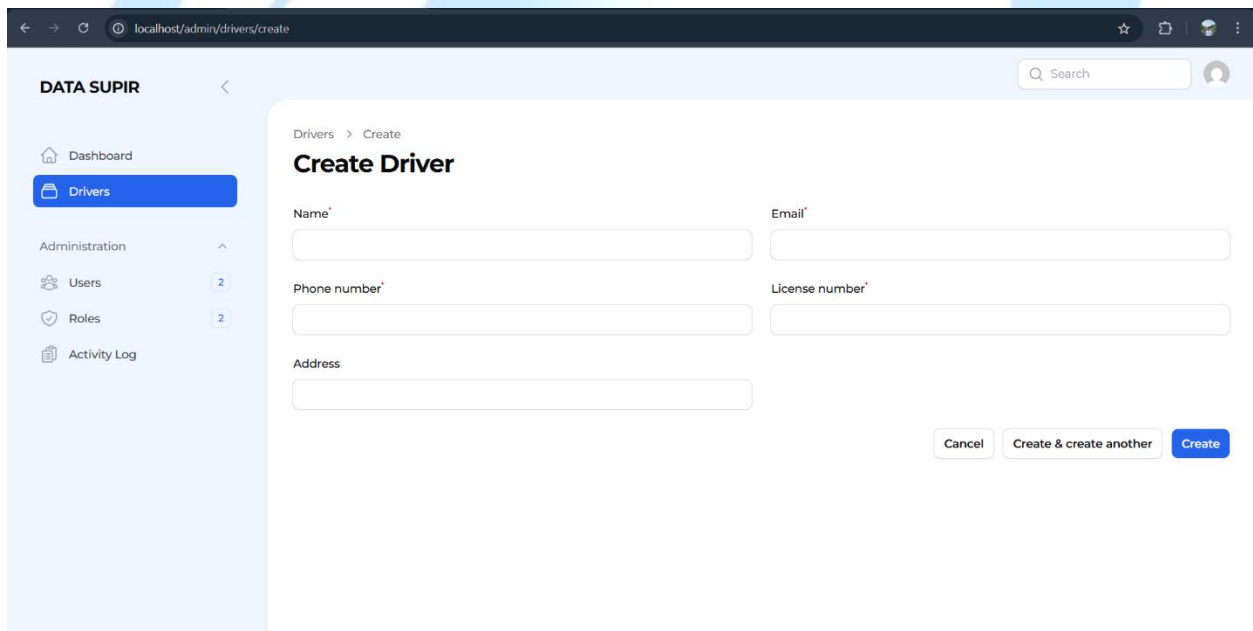 localhost/admin/drivers/create
DATA SUPIR
Search
Dashboard
Drivers
Administration
Users 2
Roles 2
Activity Log
Drivers > Create
Create Driver
Name* Email*
Phone number* License number*
Address
Cancel Create & create another Create